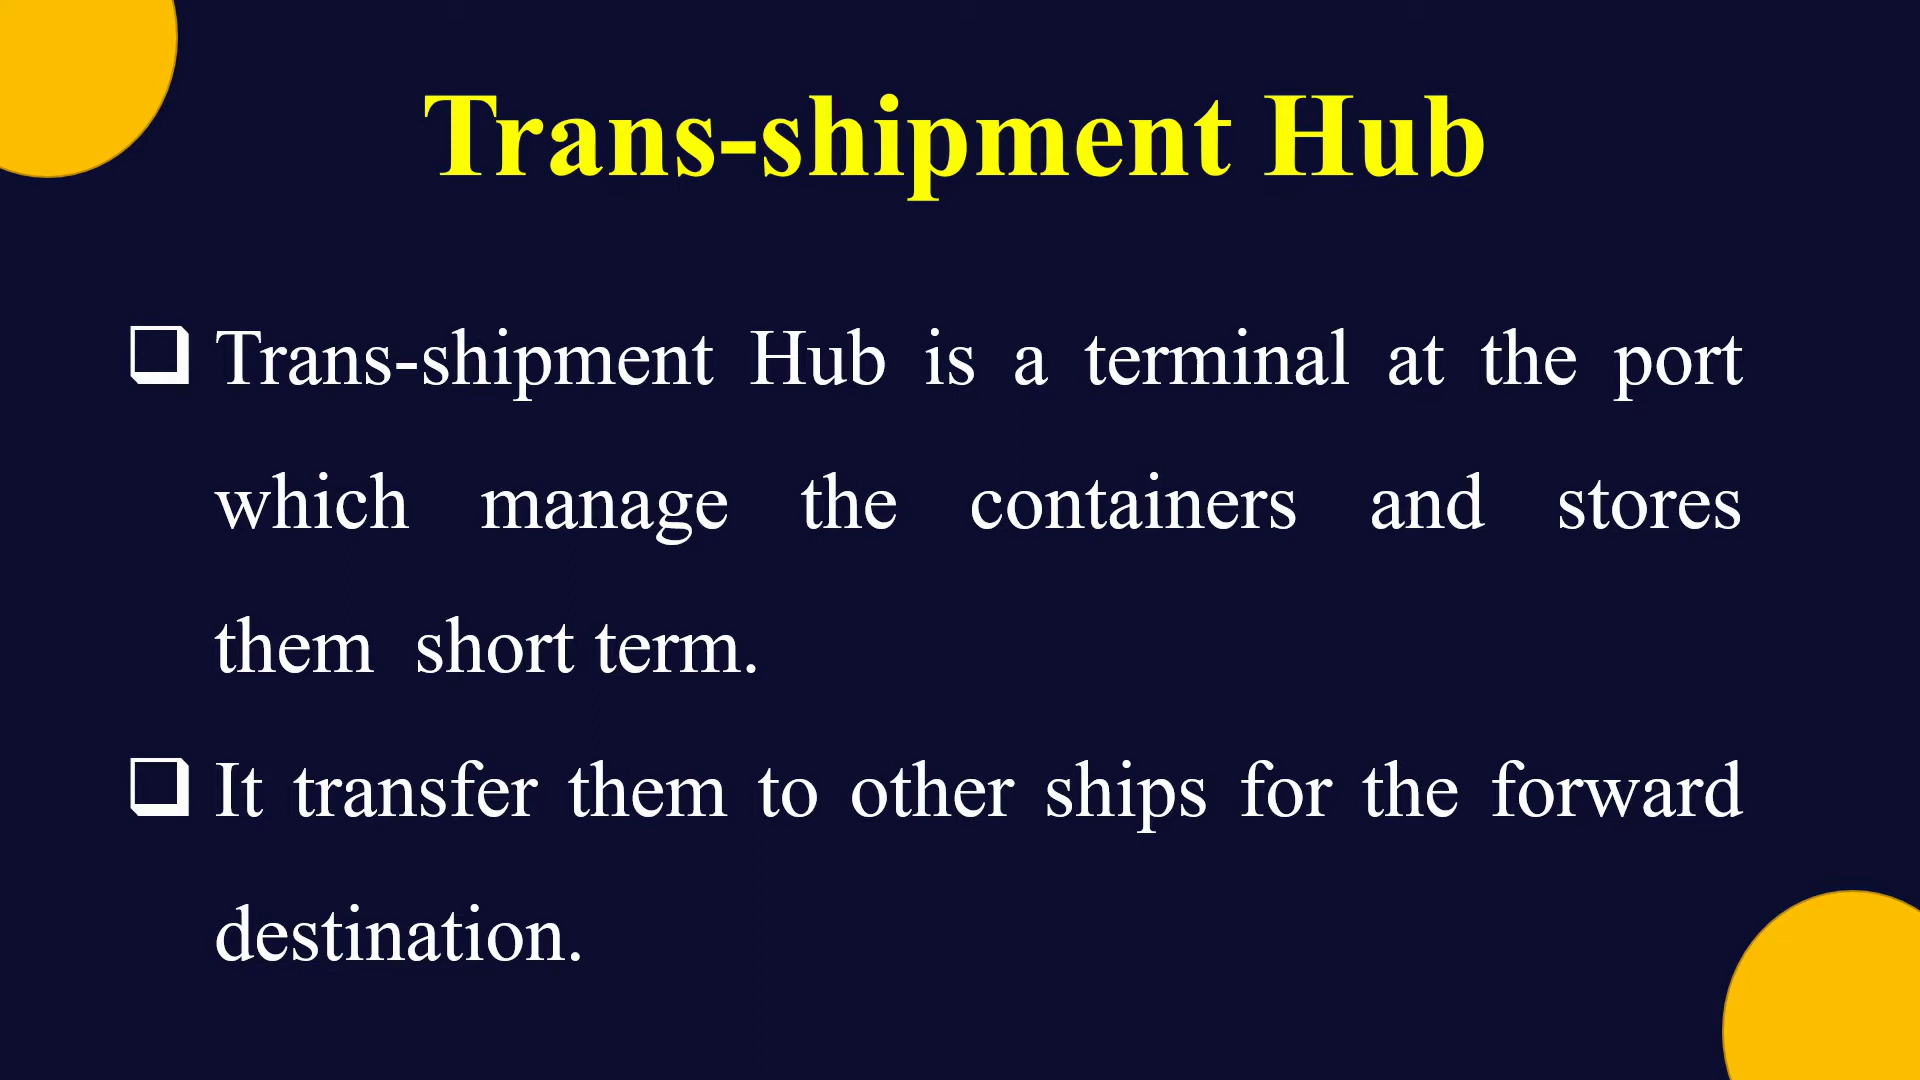 Trans-shipment Hub
❑ Trans-shipment Hub is a terminal at the port
which manage the containers and stores
them short term.
❑ It transfer them to other ships for the forward
destination.